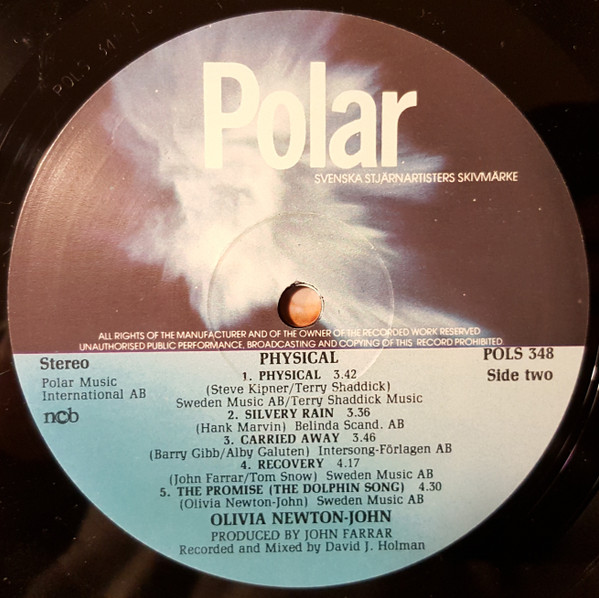 POLS 34
Polar
SVENSKA STJÄRNARTISTERS SKIVMÄRKE
ALL RIGHTS OF THE MANUFACTURER AND OF THE OWNER OF THE RECORDED WORK RESERVED
UNAUTHORISED PUBLIC PERFORMANCE, BROADCASTING AND COPYING OF THIS RECORD PROHIBITED
Stereo
PHYSICAL
POLS 348
Side two
Polar Music
International AB
ncb
1. PHYSICAL 3.42
(Steve Kipner/Terry Shaddick)
Sweden Music AB/Terry Shaddick Music
2. SILVERY RAIN 3.36
(Hank Marvin) Belinda Scand. AB
3. CARRIED AWAY 3.46
(Barry Gibb/Alby Galuten) Intersong-Förlagen AB
4. RECOVERY 4.17
(John Farrar/Tom Snow) Sweden Music AB
5. THE PROMISE (THE DOLPHIN SONG) 4.30
(Olivia Newton-John) Sweden Music AB
OLIVIA NEWTON-JOHN
PRODUCED BY JOHN FARRAR
Recorded and Mixed by David J. Holman